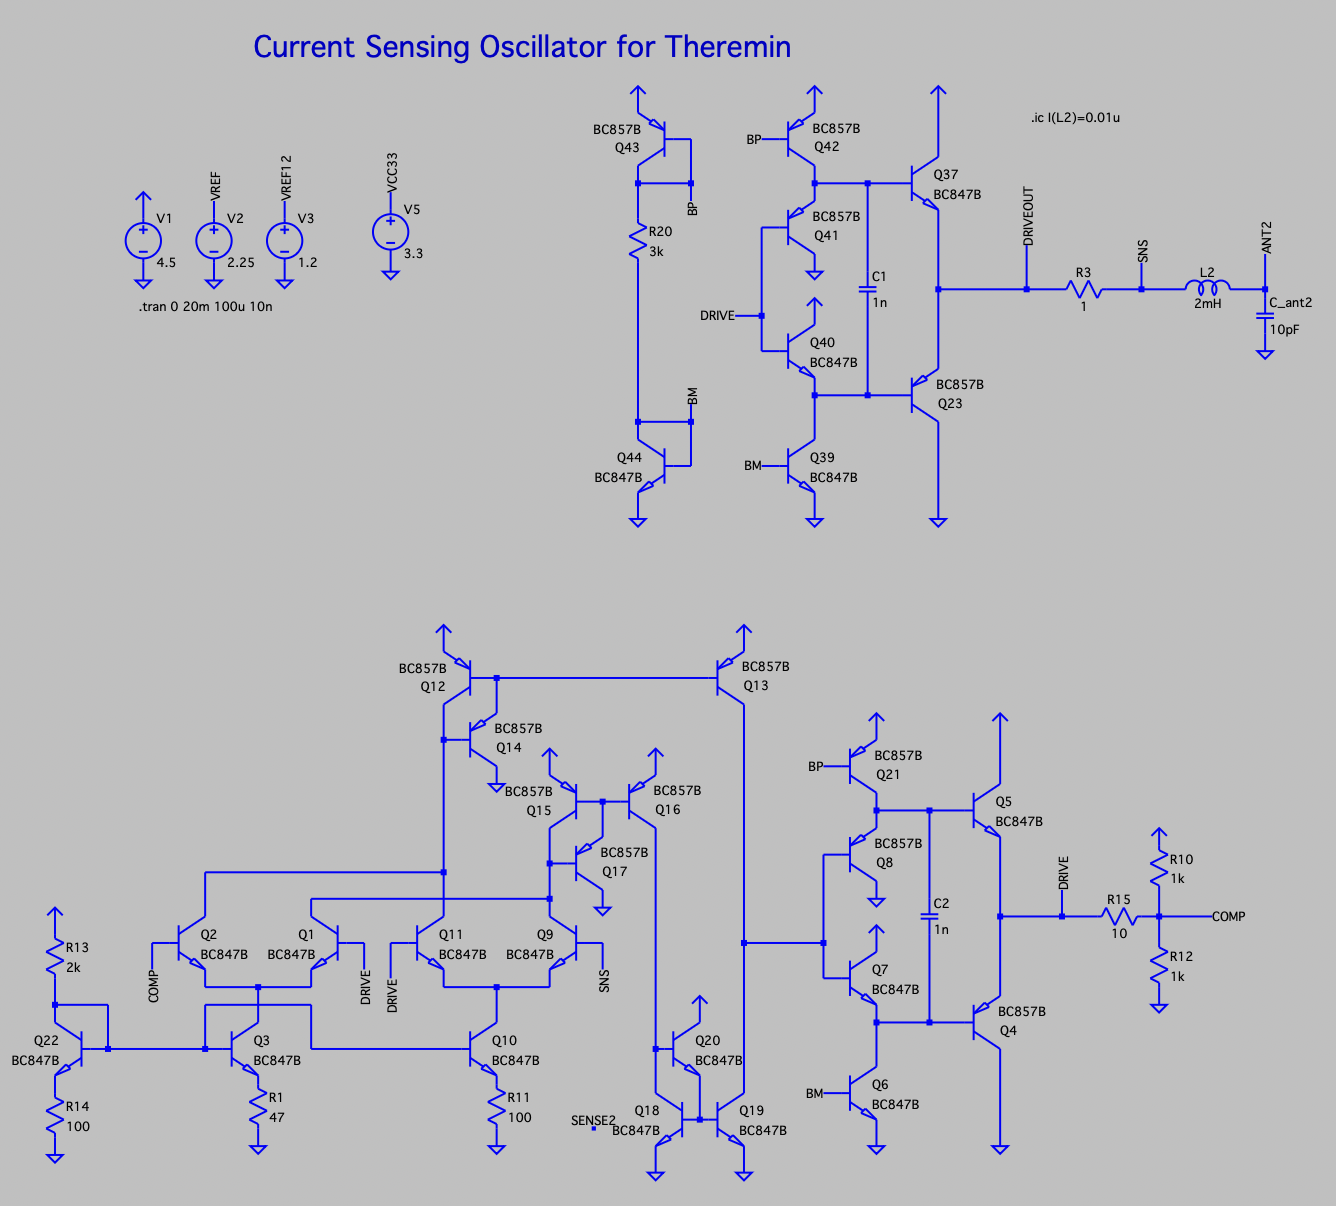 Current Sensing Oscillator for Theremin
.ic I(L2)=0.01u
V1
4.5
VREF
V2
2.25
VREF12
V3
1.2
VCC33
V5
3.3
.tran 0 20m 100u 10n
BC857B
Q43
BP
R20
3k
BM
Q44
BC847B
BP
BC857B
Q42
BC857B
Q41
DRIVE
Q40
BC847B
BM
Q39
BC847B
C1
1n
Q37
BC847B
BC857B
Q23
DRIVEOUT
R3
1
SNS
L2
2mH
ANT2
C_ant2
10pF
BC857B
Q12
BC857B
Q14
BC857B
Q13
BC857B
Q15
BC857B
Q16
BC857B
Q17
R13
2k
COMP
Q2
BC847B
Q1
BC847B
DRIVE
DRIVE
Q11
BC847B
Q9
BC847B
SNS
Q22
BC847B
R14
100
Q3
BC847B
R1
47
Q10
BC847B
R11
100
SENSE2
Q20
BC847B
Q18
BC847B
Q19
BC847B
BP
BC857B
Q21
BC857B
Q8
Q7
BC847B
BM
Q6
BC847B
C2
1n
Q5
BC847B
BC857B
Q4
DRIVE
R15
10
R10
1k
COMP
R12
1k